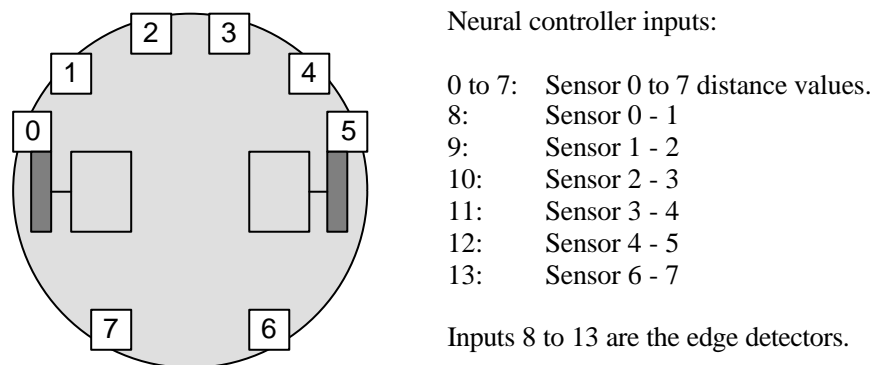 2 3
1 4
0 5
7 6
Neural controller inputs:
0 to 7: Sensor 0 to 7 distance values.
8: Sensor 0 - 1
9: Sensor 1 - 2
10: Sensor 2 - 3
11: Sensor 3 - 4
12: Sensor 4 - 5
13: Sensor 6 - 7
Inputs 8 to 13 are the edge detectors.